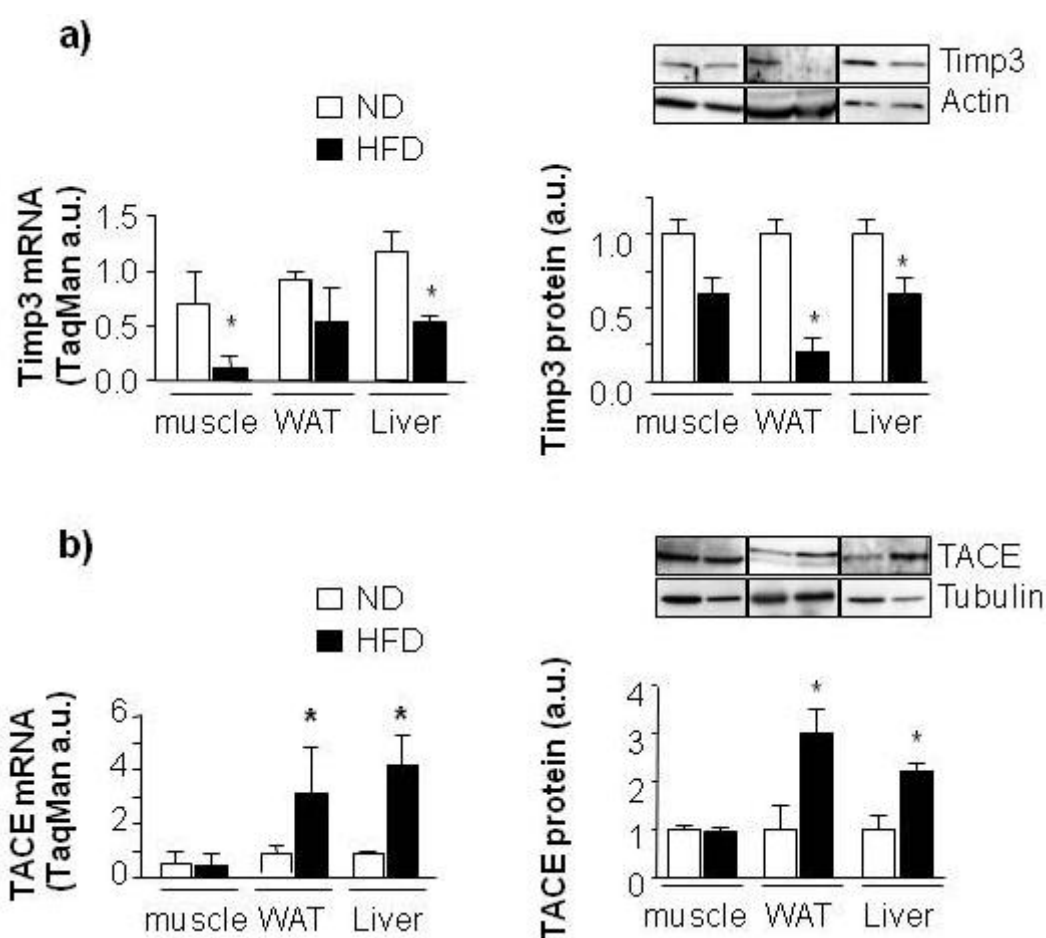 a)
ND
HFD
Timp3 mRNA
(TaqMan a.u.)
1.5
1.0
0.5
0.0
*
*
muscle WAT Liver
Timp3
Actin
Timp3 protein (a.u.)
1.0
0.5
0.0
*
*
muscle WAT Liver
b)
ND
HFD
TACE mRNA
(TaqMan a.u.)
6
4
2
0
*
*
muscle WAT Liver
TACE
Tubulin
TACE protein (a.u.)
4
3
2
1
0
*
*
muscle WAT Liver